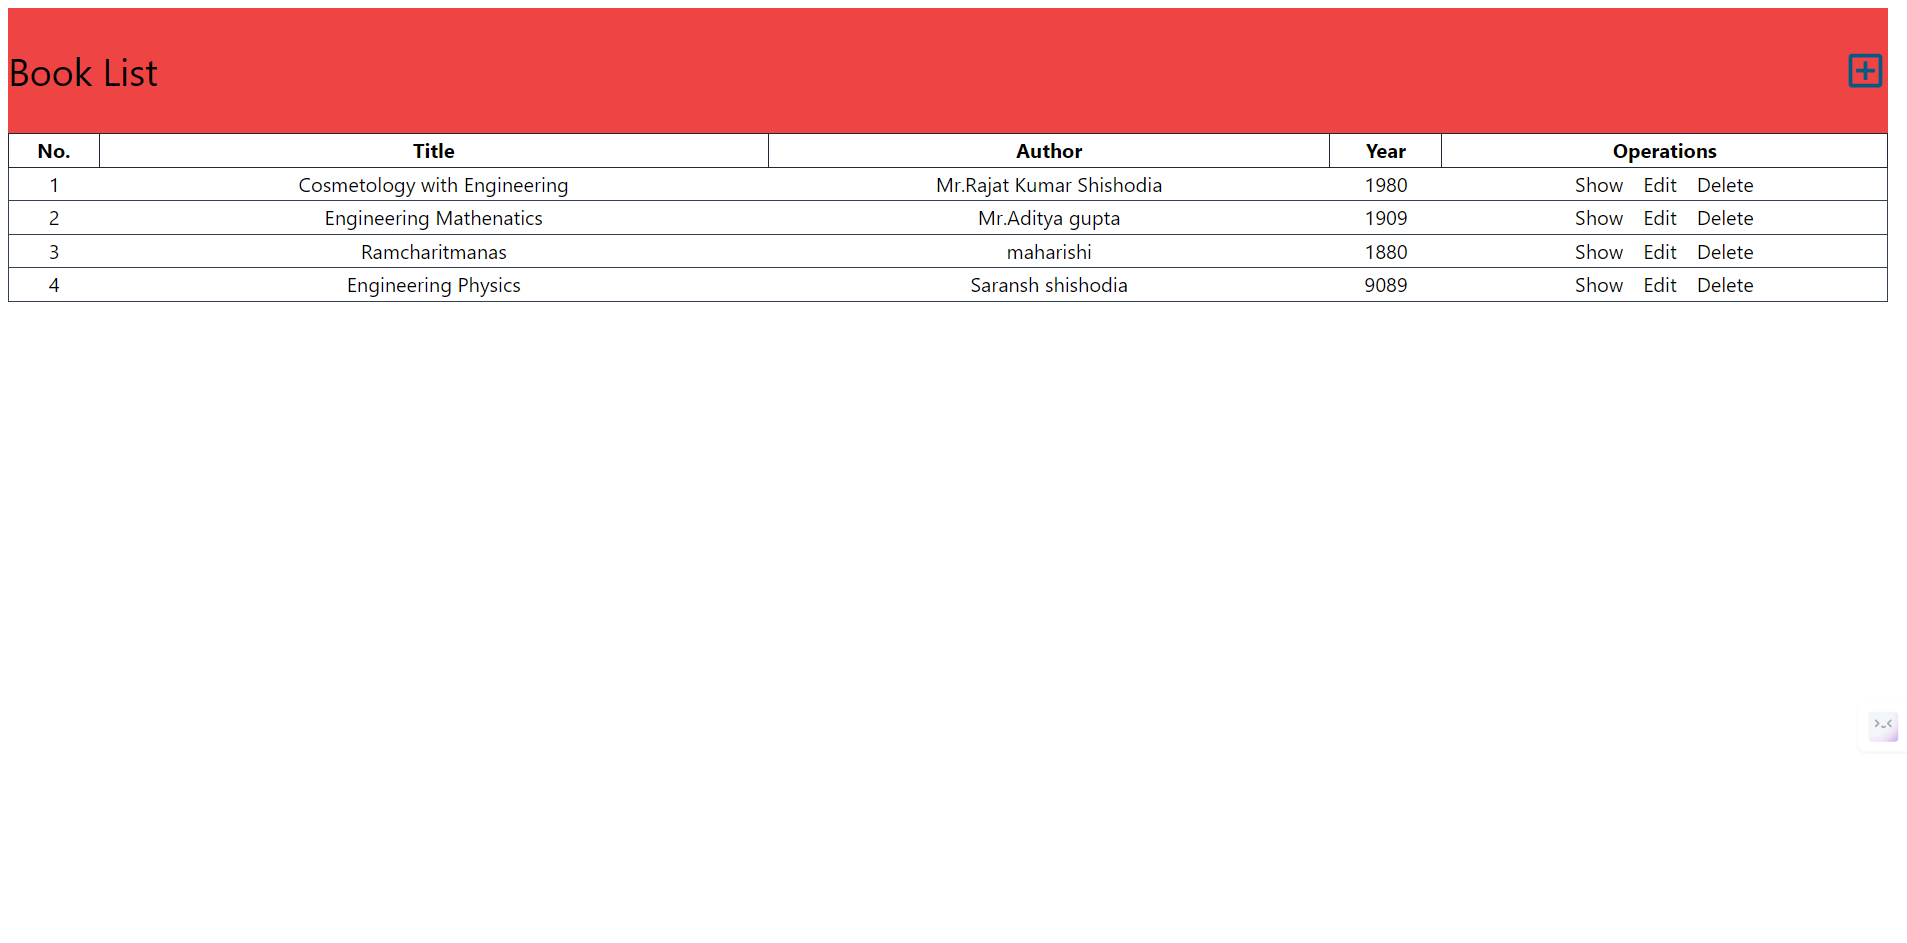 Book List
No. Title Author Year Operations
1 Cosmetology with Engineering Mr.Rajat Kumar Shishodia 1980 Show Edit Delete
2 Engineering Mathenatics Mr.Aditya gupta 1909 Show Edit Delete
3 Ramcharitmanas maharishi 1880 Show Edit Delete
4 Engineering Physics Saransh shishodia 9089 Show Edit Delete